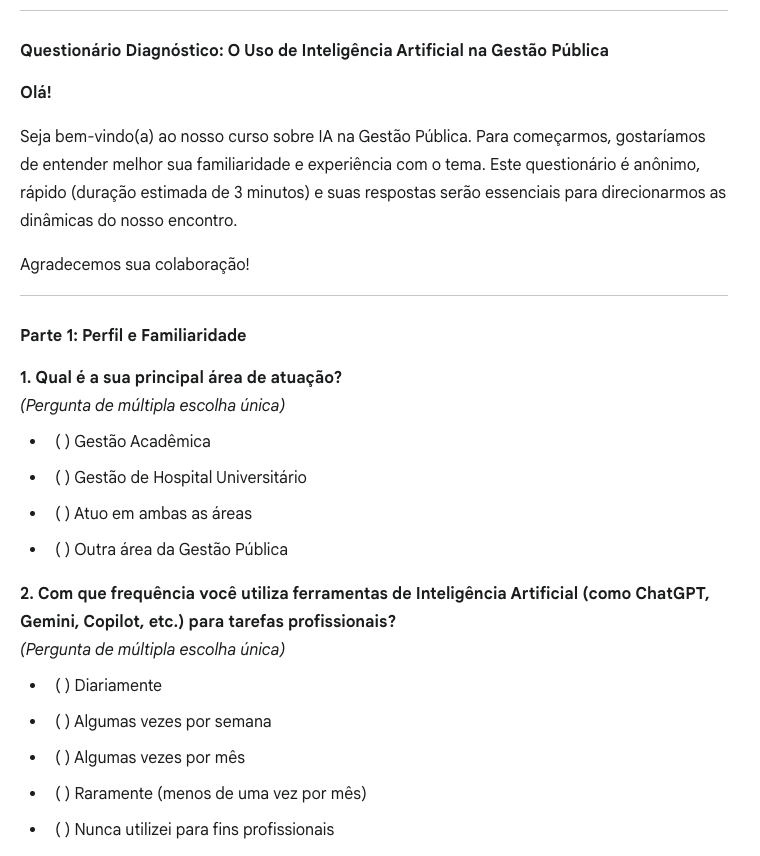 Questionário Diagnóstico: O Uso de Inteligência Artificial na Gestão Pública
Olá!
Seja bem-vindo(a) ao nosso curso sobre IA na Gestão Pública. Para começarmos, gostaríamos
de entender melhor sua familiaridade e experiência com o tema. Este questionário é anônimo,
rápido (duração estimada de 3 minutos) e suas respostas serão essenciais para direcionarmos as
dinâmicas do nosso encontro.
Agradecemos sua colaboração!
Parte 1: Perfil e Familiaridade
1. Qual é a sua principal área de atuação?
(Pergunta de múltipla escolha única)
• ( ) Gestão Acadêmica
• ( ) Gestão de Hospital Universitário
• ( ) Atuo em ambas as áreas
• ( ) Outra área da Gestão Pública
2. Com que frequência você utiliza ferramentas de Inteligência Artificial (como ChatGPT,
Gemini, Copilot, etc.) para tarefas profissionais?
(Pergunta de múltipla escolha única)
• ( ) Diariamente
• ( ) Algumas vezes por semana
• ( ) Algumas vezes por mês
• ( ) Raramente (menos de uma vez por mês)
• ( ) Nunca utilizei para fins profissionais